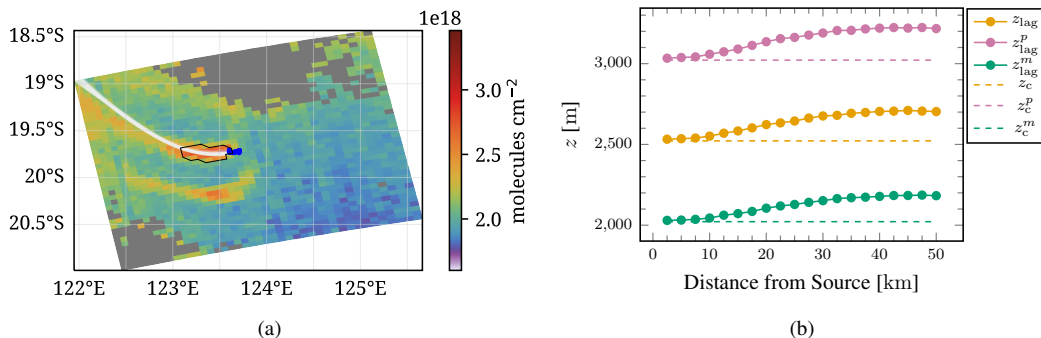 1e18
18.5°S
19°S
19.5°S
20°S
20.5°S
122°E
123°E
124°E
125°E
3.0
2.5
2.0
molecules cm⁻²
(a)
3,000
2,500
2,000
z [m]
0
10
20
30
40
50
Distance from Source [km]
z_lag
z^p_lag
z^m_lag
z_c
z^p_c
z^m_c
(b)